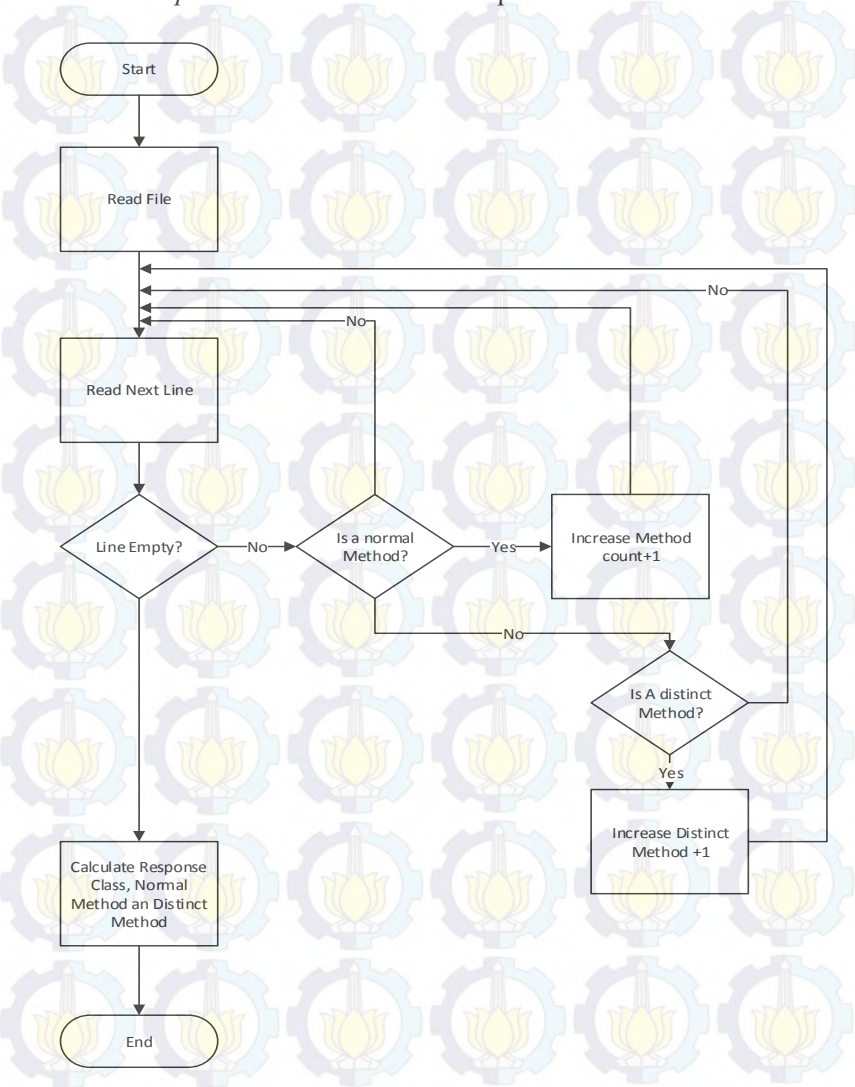 Start
Read File
No
No
Read Next Line
Line Empty?
No
Is a normal
Method?
Yes
Increase Method
count+1
No
Is A distinct
Method?
Yes
Increase Distinct
Method +1
Calculate Response
Class, Normal
Method an Distinct
Method
End